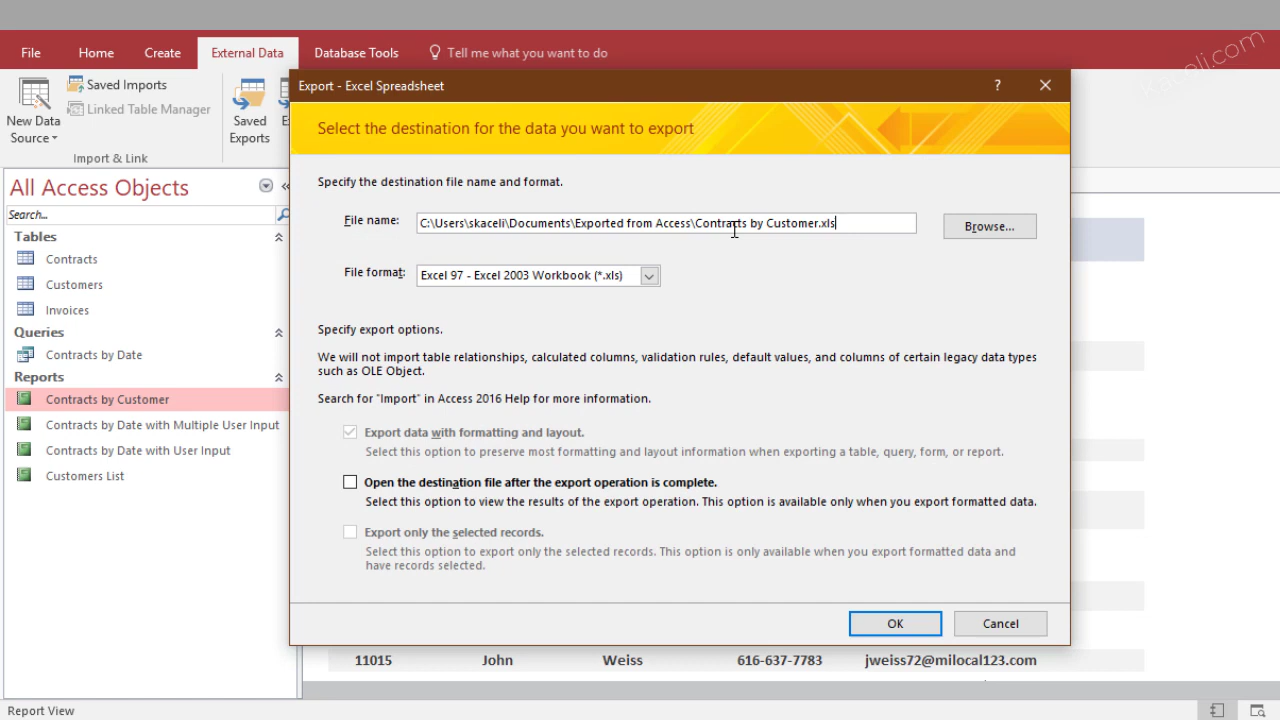 File Home Create External Data Database Tools Tell me what you want to do
kaceli.com
Saved Imports
Linked Table Manager
New Data
Source
Saved
Exports
Import & Link
Export - Excel Spreadsheet
?
Select the destination for the data you want to export
Specify the destination file name and format.
File name: C:\Users\skaceli\Documents\Exported from Access\Contracts by Customer.xls
Browse...
File format: Excel 97 - Excel 2003 Workbook (*.xls)
Specify export options.
We will not import table relationships, calculated columns, validation rules, default values, and columns of certain legacy data types
such as OLE Object.
Search for "Import" in Access 2016 Help for more information.
Export data with formatting and layout.
Select this option to preserve most formatting and layout information when exporting a table, query, form, or report.
Open the destination file after the export operation is complete.
Select this option to view the results of the export operation. This option is available only when you export formatted data.
Export only the selected records.
Select this option to export only the selected records. This option is only available when you export formatted data and
have records selected.
OK Cancel
All Access Objects
Search...
Tables
Contracts
Customers
Invoices
Queries
Contracts by Date
Reports
Contracts by Customer
Contracts by Date with Multiple User Input
Contracts by Date with User Input
Customers List
11015 John Weiss 616-637-7783 jweiss72@milocal123.com
Report View